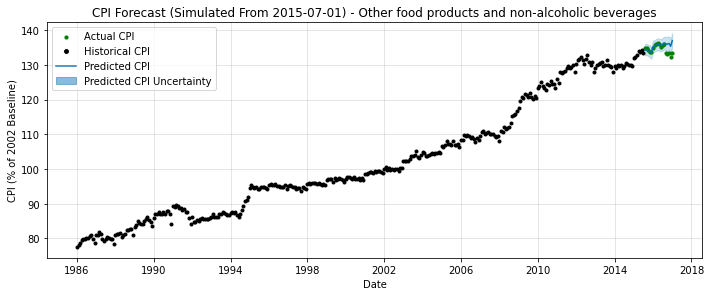 CPI Forecast (Simulated From 2015-07-01) - Other food products and non-alcoholic beverages
140
130
120
110
100
90
80
CPI (% of 2002 Baseline)
Actual CPI
Historical CPI
Predicted CPI
Predicted CPI Uncertainty
1986 1990 1994 1998 2002 2006 2010 2014 2018
Date